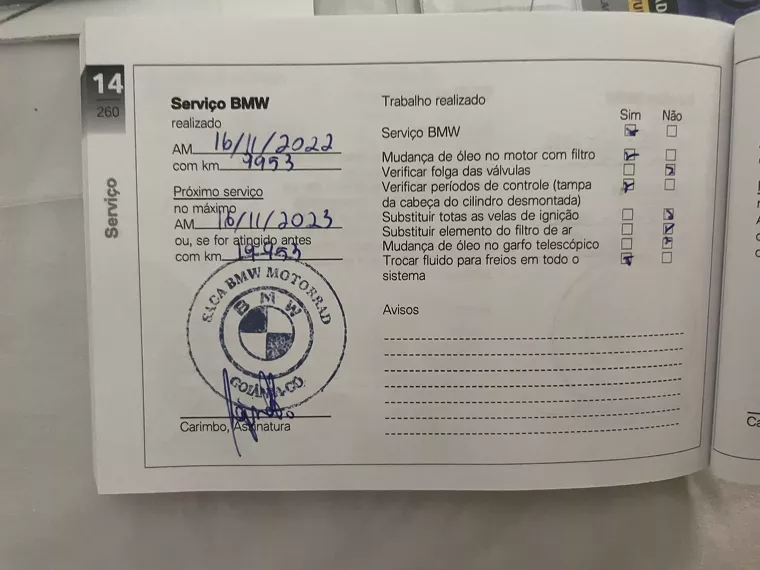 14
260
Serviço
Serviço BMW
realizado
AM 16/11/2022
com km 9953
Próximo serviço
no máximo
AM 16/11/2023
ou, se for atingido antes
com km 19953
SAGA BMW MOTORRAD
BMW
GOIÂNIA-GO
Carimbo, Assinatura
Trabalho realizado
Sim Não
Serviço BMW
Mudança de óleo no motor com filtro
Verificar folga das válvulas
Verificar períodos de controle (tampa
da cabeça do cilindro desmontada)
Substituir totas as velas de ignição
Substituir elemento do filtro de ar
Mudança de óleo no garfo telescópico
Trocar fluido para freios em todo o
sistema
Avisos